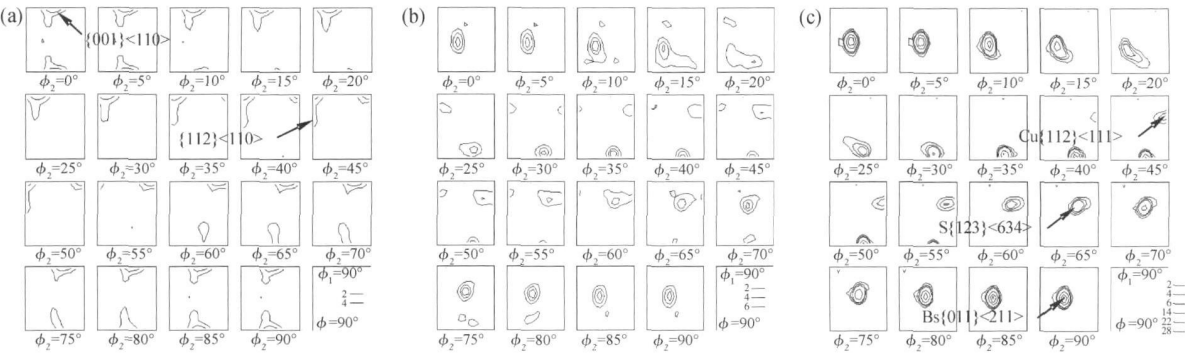 (a)
{001}<110>
ϕ2=0° ϕ2=5° ϕ2=10° ϕ2=15° ϕ2=20°
{112}<110>
ϕ2=25° ϕ2≈30° ϕ2=35° ϕ2=40° ϕ2=45°
ϕ2=50° ϕ2=55° ϕ2=60° ϕ2=65° ϕ2=70°
ϕ1=90°
2
4
ϕ=90°
ϕ2=75° ϕ2≈80° ϕ2=85° ϕ2=90°
(b)
ϕ2=0° ϕ2=5° ϕ2=10° ϕ2=15° ϕ2=20°
ϕ2=25° ϕ2=30° ϕ2=35° ϕ2=40° ϕ2=45°
ϕ2=50° ϕ2=55° ϕ2=60° ϕ2=65° ϕ2=70°
ϕ1=90°
2
4
6
ϕ=90°
ϕ2=75° ϕ2=80° ϕ2=85° ϕ2=90°
(c)
ϕ2=0° ϕ2=5° ϕ2=10° ϕ2=15° ϕ2=20°
Cu{112}<111>
ϕ2=25° ϕ2=30° ϕ2=35° ϕ2=40° ϕ2=45°
S{123}<634>
ϕ2=50° ϕ2=55° ϕ2=60° ϕ2=65° ϕ2=70°
ϕ1=90°
2
4
6
14
22
28
Bs{011}<211>
ϕ=90°
ϕ2=75° ϕ2=80° ϕ2=85° ϕ2=90°